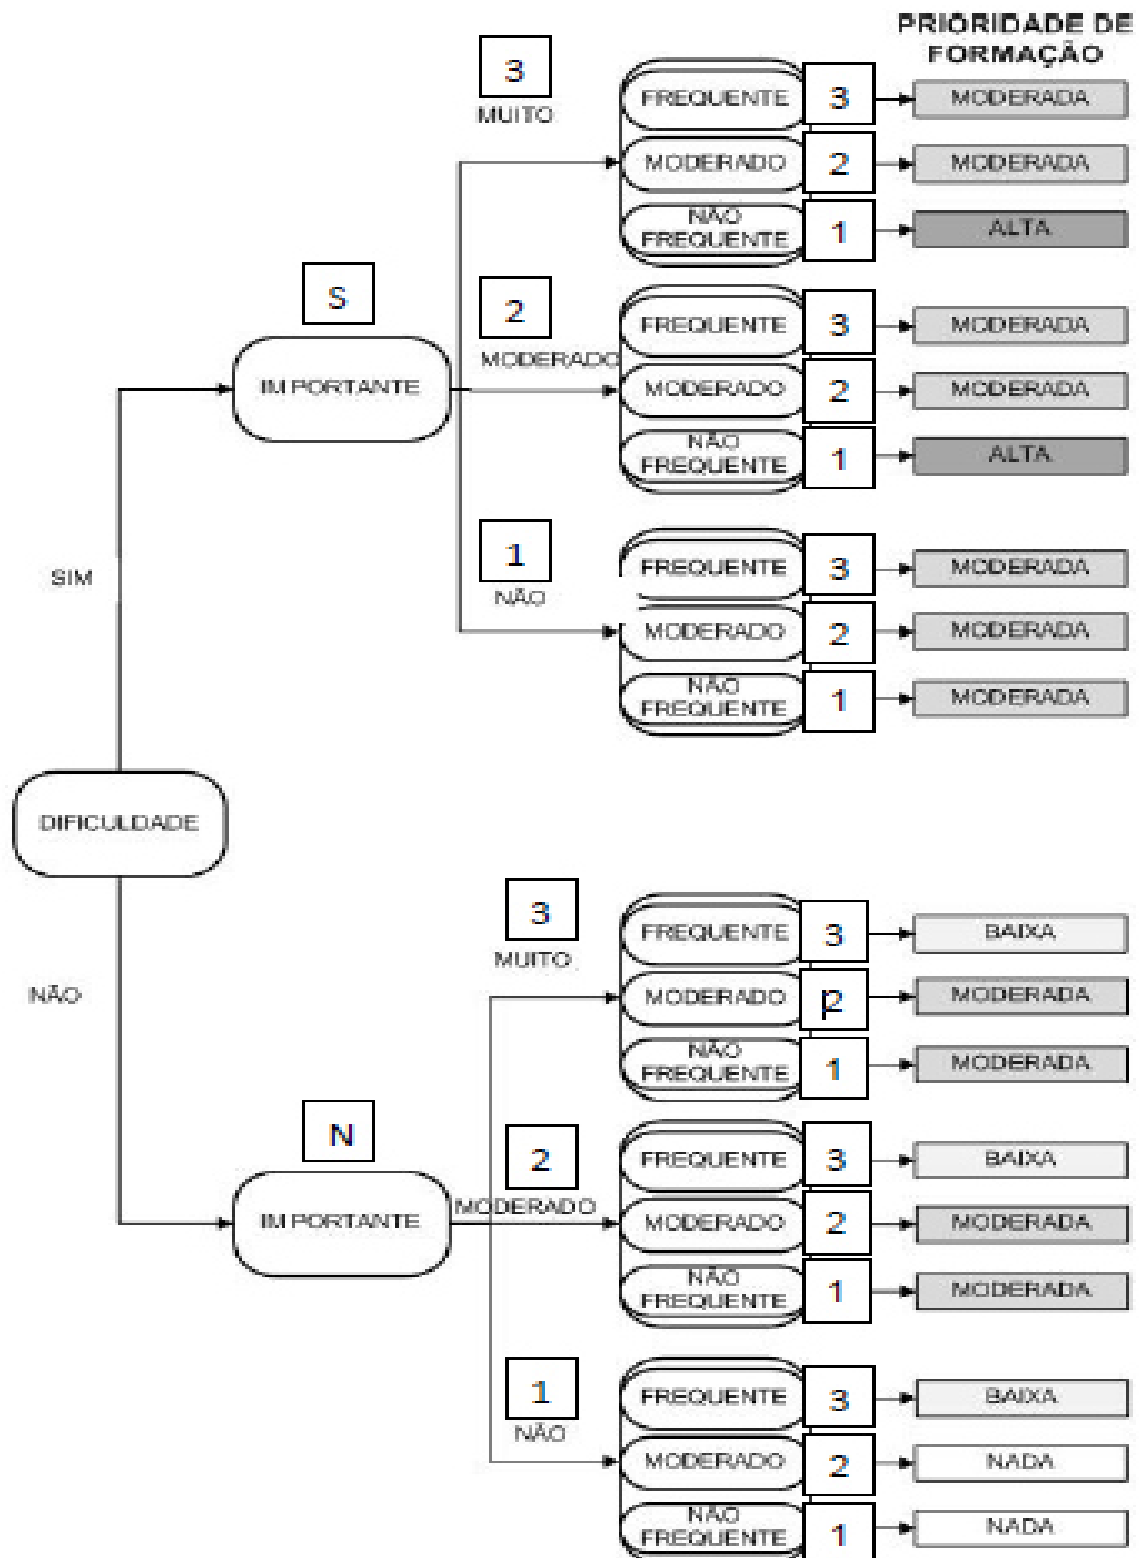 PRIORIDADE DE
FORMAÇÃO
3
MUITO
FREQUENTE 3 MODERADA
MODERADO 2 MODERADA
NÃO
FREQUENTE 1 ALTA
S
IMPORTANTE
2
MODERADO
FREQUENTE 3 MODERADA
MODERADO 2 MODERADA
NÃO
FREQUENTE 1 ALTA
1
NÃO
FREQUENTE 3 MODERADA
MODERADO 2 MODERADA
NÃO
FREQUENTE 1 MODERADA
SIM
DIFICULDADE
NÃO
3
MUITO
FREQUENTE 3 BAIXA
MODERADO 2 MODERADA
NÃO
FREQUENTE 1 MODERADA
N
IMPORTANTE
2
MODERADO
FREQUENTE 3 BAIXA
MODERADO 2 MODERADA
NÃO
FREQUENTE 1 MODERADA
1
NÃO
FREQUENTE 3 BAIXA
MODERADO 2 NADA
NÃO
FREQUENTE 1 NADA